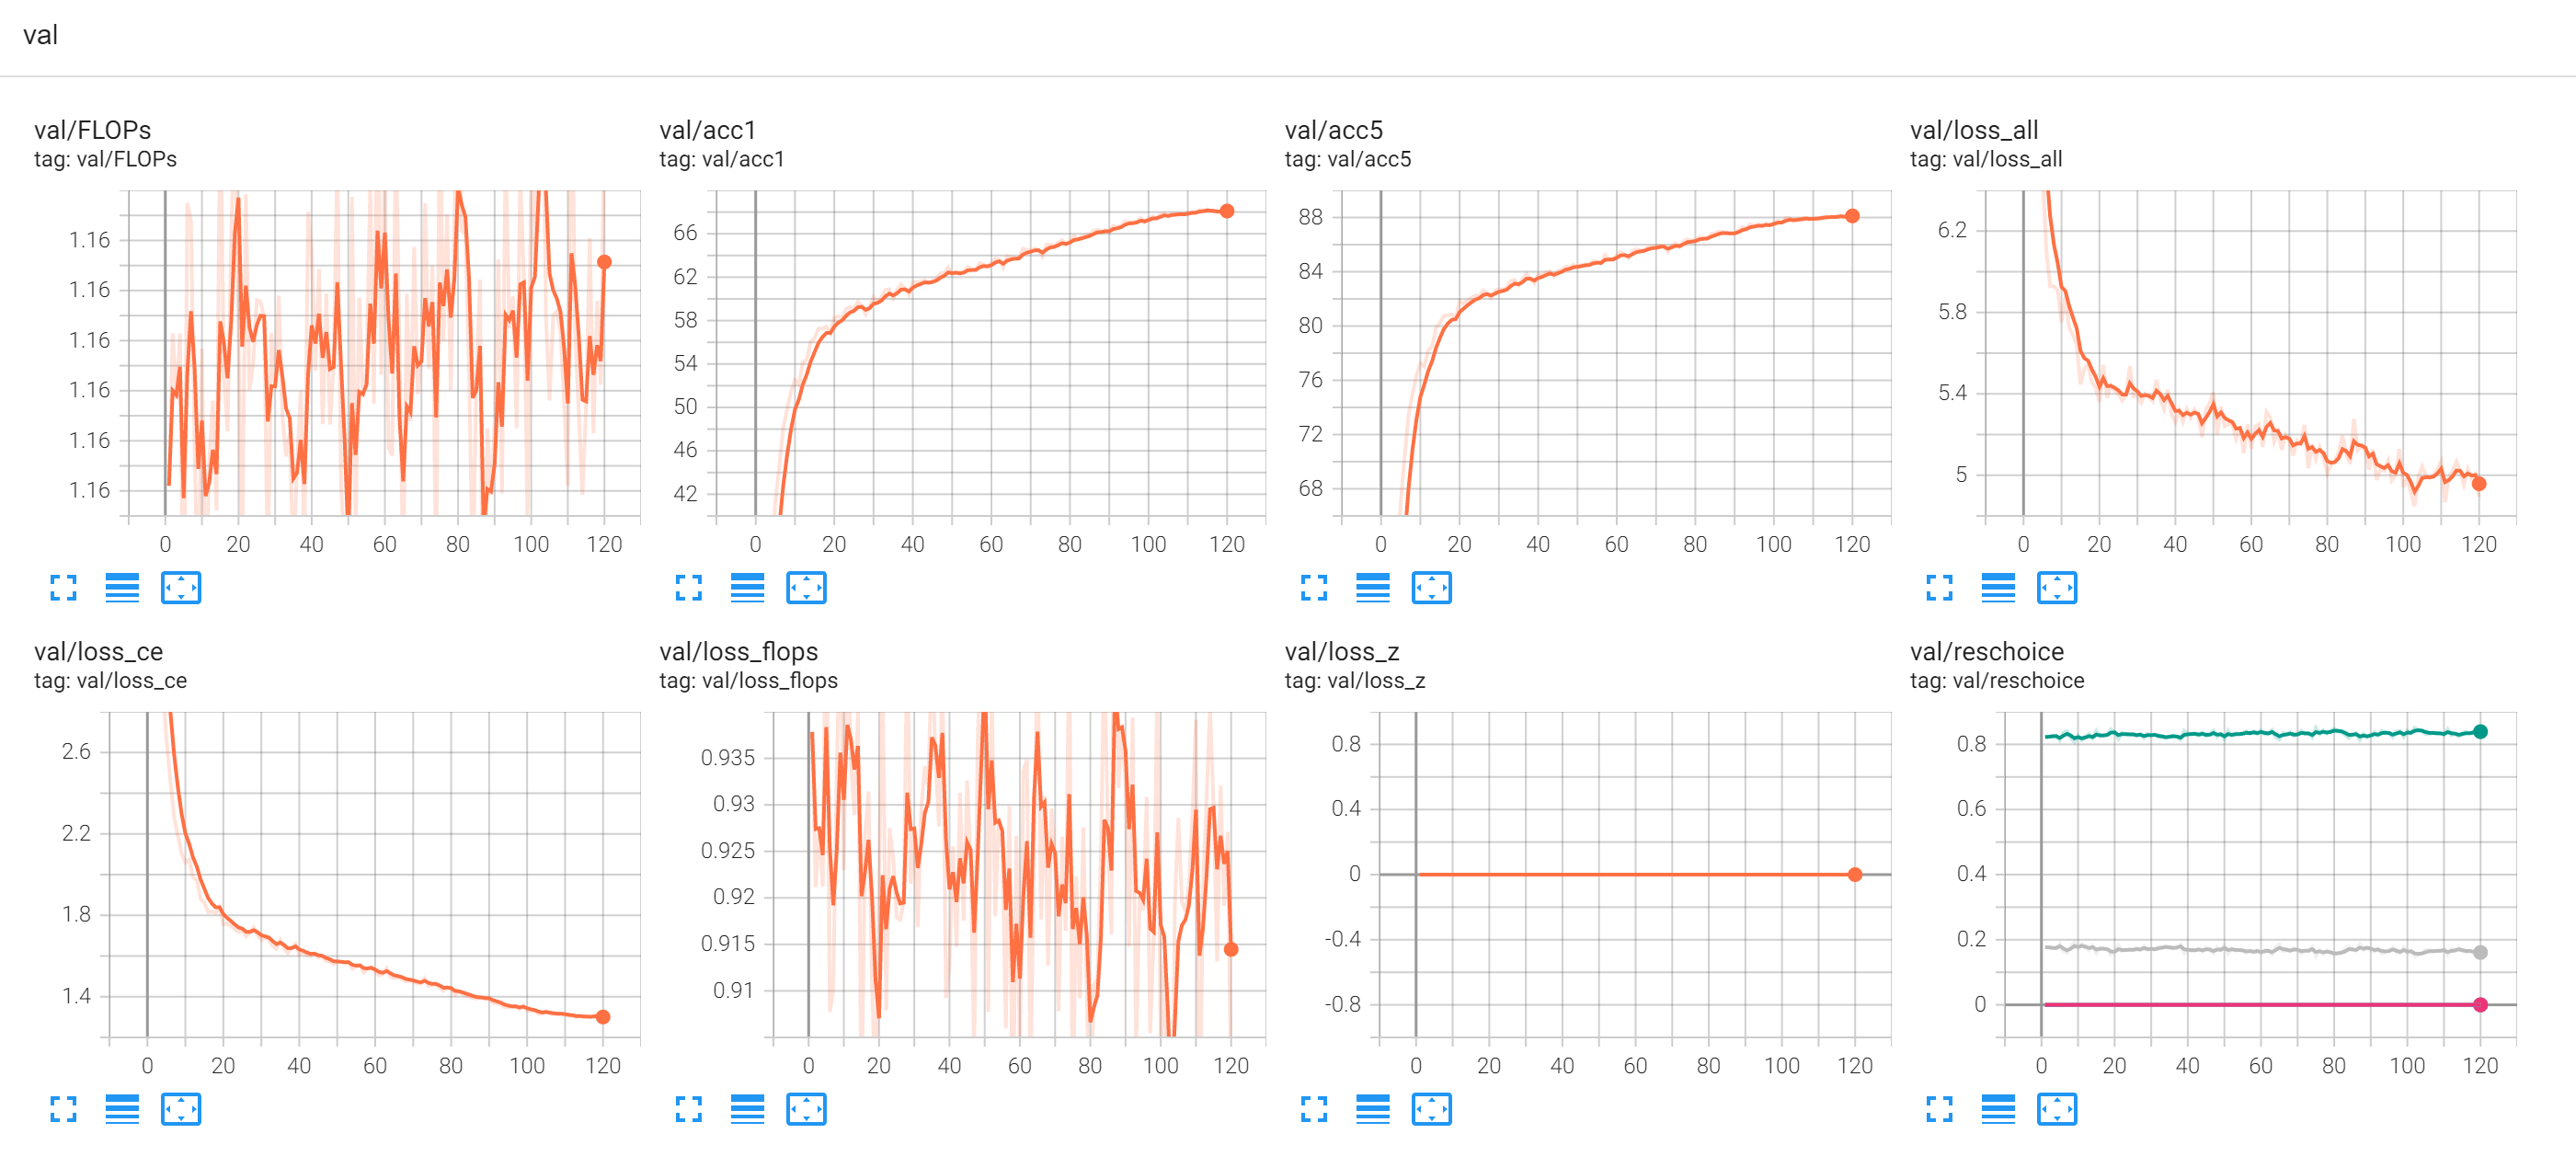 val
val/FLOPs
tag: val/FLOPs
1.16
1.16
1.16
1.16
1.16
1.16
0 20 40 60 80 100 120
val/acc1
tag: val/acc1
66
62
58
54
50
46
42
0 20 40 60 80 100 120
val/acc5
tag: val/acc5
88
84
80
76
72
68
0 20 40 60 80 100 120
val/loss_all
tag: val/loss_all
6.2
5.8
5.4
5
0 20 40 60 80 100 120
val/loss_ce
tag: val/loss_ce
2.6
2.2
1.8
1.4
0 20 40 60 80 100 120
val/loss_flops
tag: val/loss_flops
0.935
0.93
0.925
0.92
0.915
0.91
0 20 40 60 80 100 120
val/loss_z
tag: val/loss_z
0.8
0.4
0
-0.4
-0.8
0 20 40 60 80 100 120
val/reschoice
tag: val/reschoice
0.8
0.6
0.4
0.2
0
0 20 40 60 80 100 120